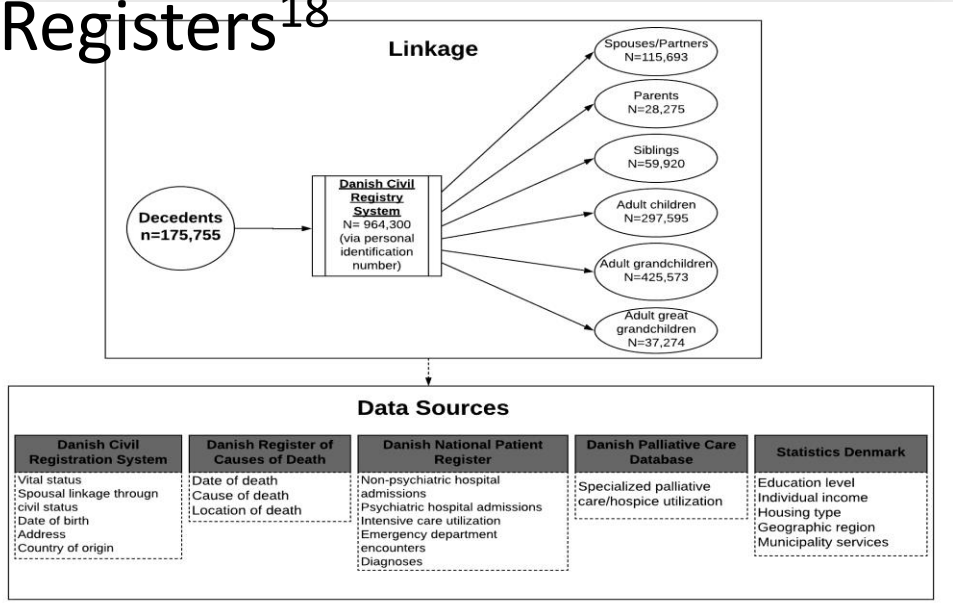 Registers18
Linkage
Spouses/Partners
N=115,693
Parents
N=28,275
Siblings
N=59,920
Adult children
N=297,595
Adult grandchildren
N=425,573
Adult great
grandchildren
N=37,274
Decedents
n=175,755
Danish Civil
Registry
System
N= 964,300
(via personal
identification
number)
Data Sources
Danish Civil
Registration System
Vital status
Spousal linkage througn
civil status
Date of birth
Address
Country of origin
Danish Register of
Causes of Death
Date of death
Cause of death
Location of death
Danish National Patient
Register
Non-psychiatric hospital
admissions
Psychiatric hospital admissions
Intensive care utilization
Emergency department
encounters
Diagnoses
Danish Palliative Care
Database
Specialized palliative
care/hospice utilization
Statistics Denmark
Education level
Individual income
Housing type
Geographic region
Municipality services